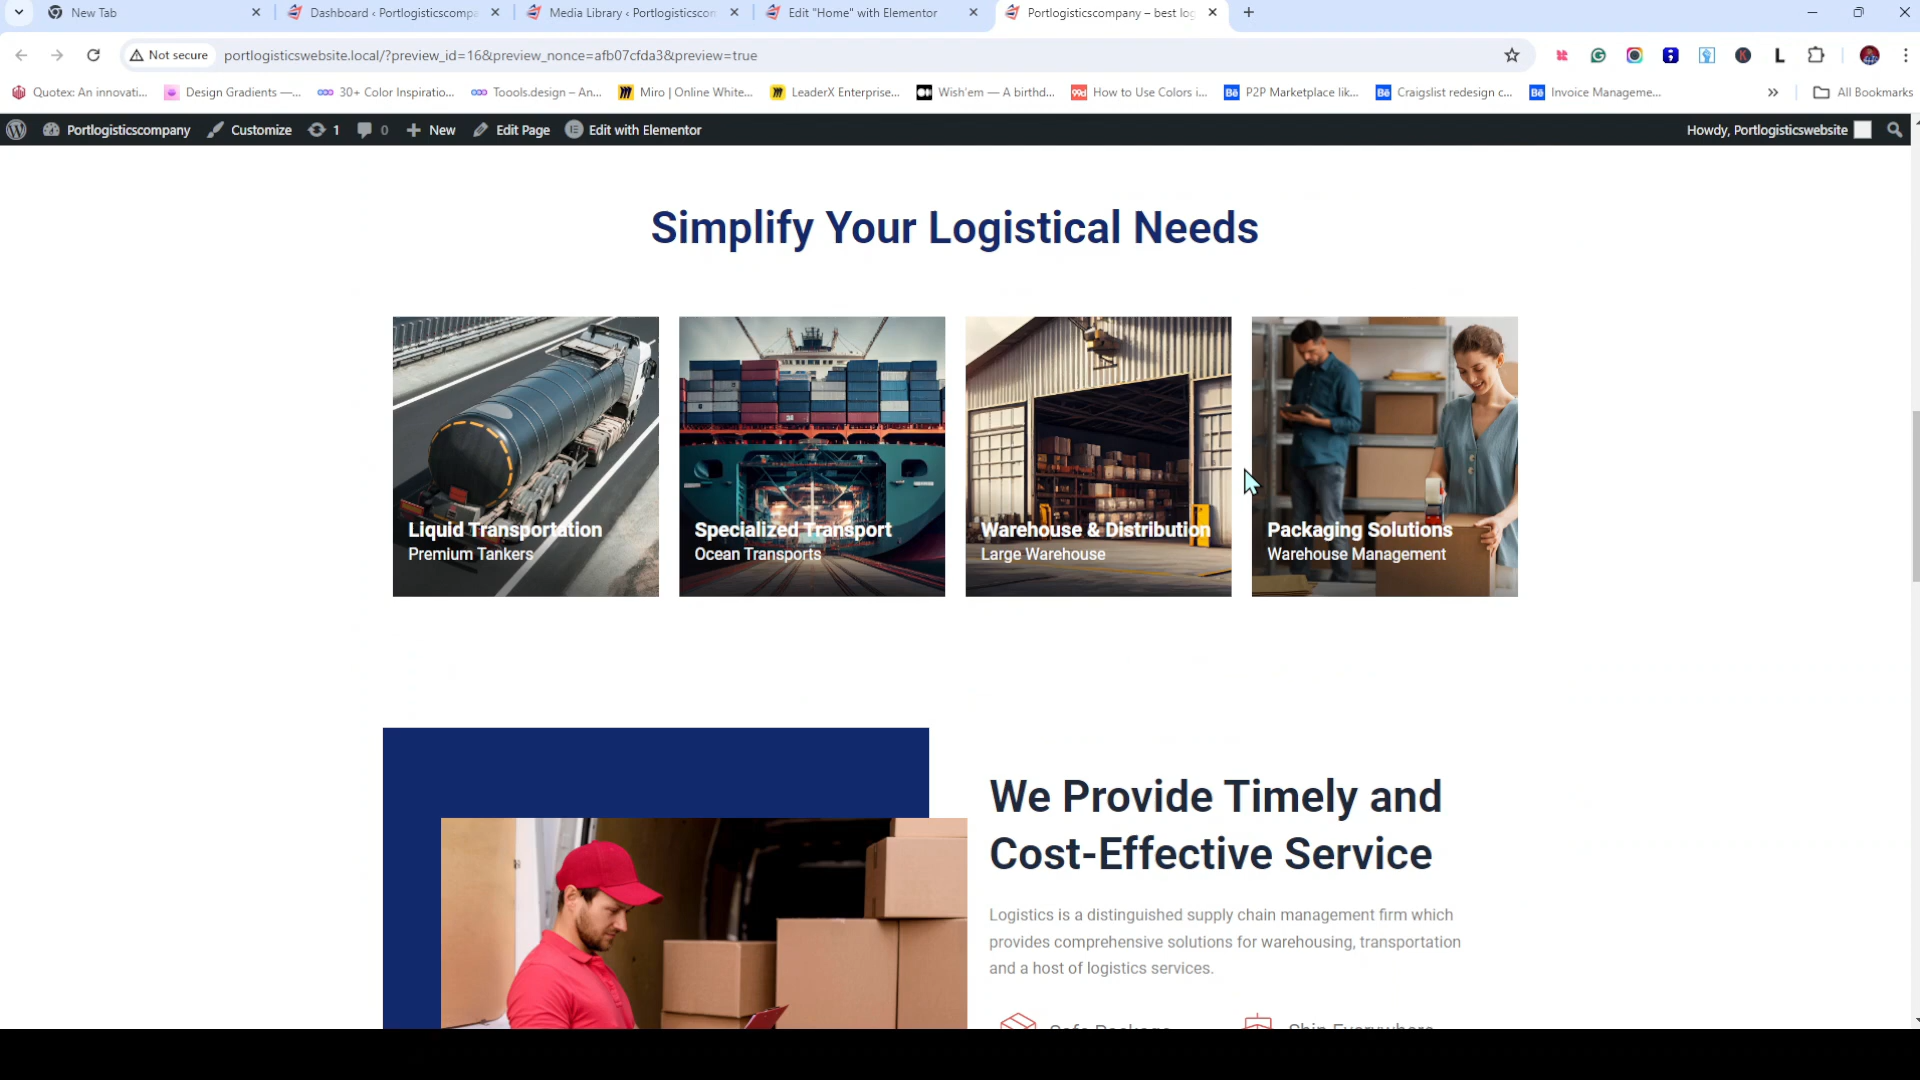 New Tab
Dashboard ‹ Portlogisticscompa
Media Library ‹ Portlogisticscon
Edit "Home" with Elementor
Portlogisticscompany – best log
Not secure
portlogisticswebsite.local/?preview_id=16&preview_nonce=afb07cfda3&preview=true
Quotex: An innovati...
Design Gradients —...
30+ Color Inspiratio...
Toools.design – An...
Miro | Online White...
LeaderX Enterprise...
Wish'em — A birthd...
How to Use Colors i...
P2P Marketplace lik...
Craigslist redesign c...
Invoice Manageme...
All Bookmarks
Portlogisticscompany
Customize
1
0
New
Edit Page
Edit with Elementor
Howdy, Portlogisticswebsite
Simplify Your Logistical Needs
Liquid Transportation
Premium Tankers
Specialized Transport
Ocean Transports
Warehouse & Distribution
Large Warehouse
Packaging Solutions
Warehouse Management
We Provide Timely and
Cost-Effective Service
Logistics is a distinguished supply chain management firm which
provides comprehensive solutions for warehousing, transportation
and a host of logistics services.
Safe Package
Ship Everywhere